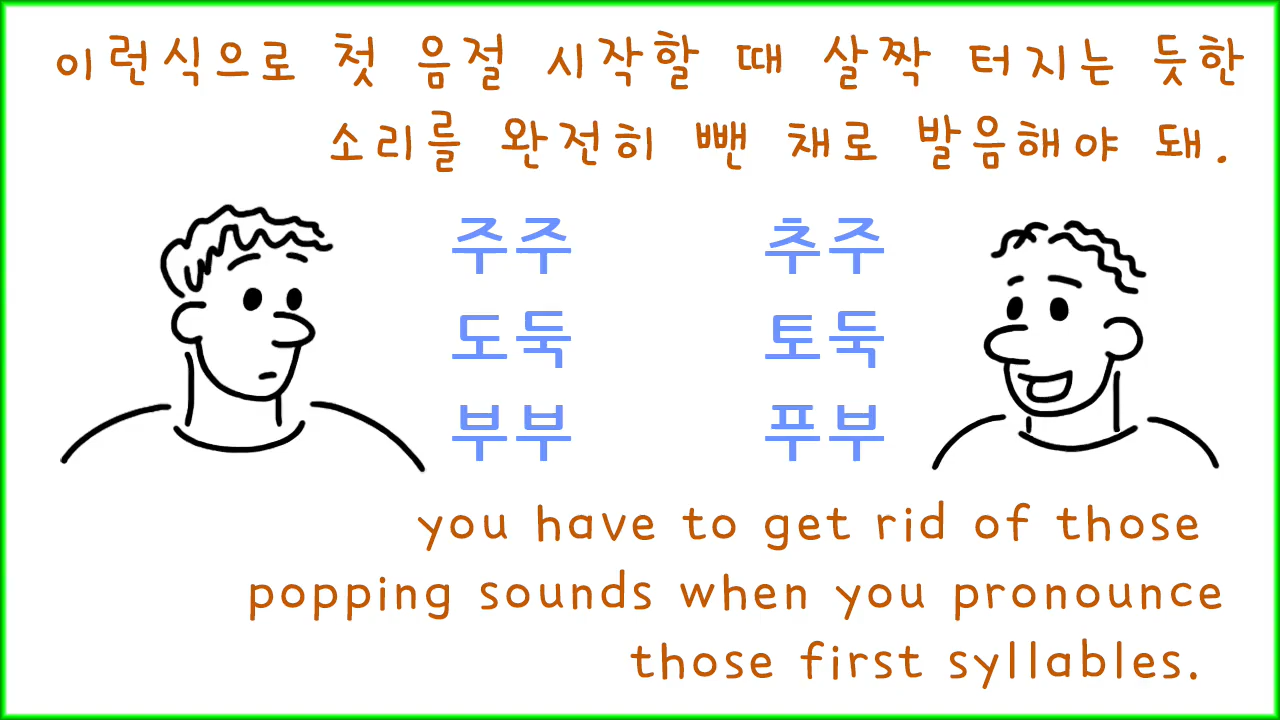 이런식으로 첫 음절 시작할 때 살짝 터지는 듯한
소리를 완전히 뺀 채로 발음해야 돼.
주주 추주
도둑 토둑
부부 푸부
you have to get rid of those
popping sounds when you pronounce
those first syllables.